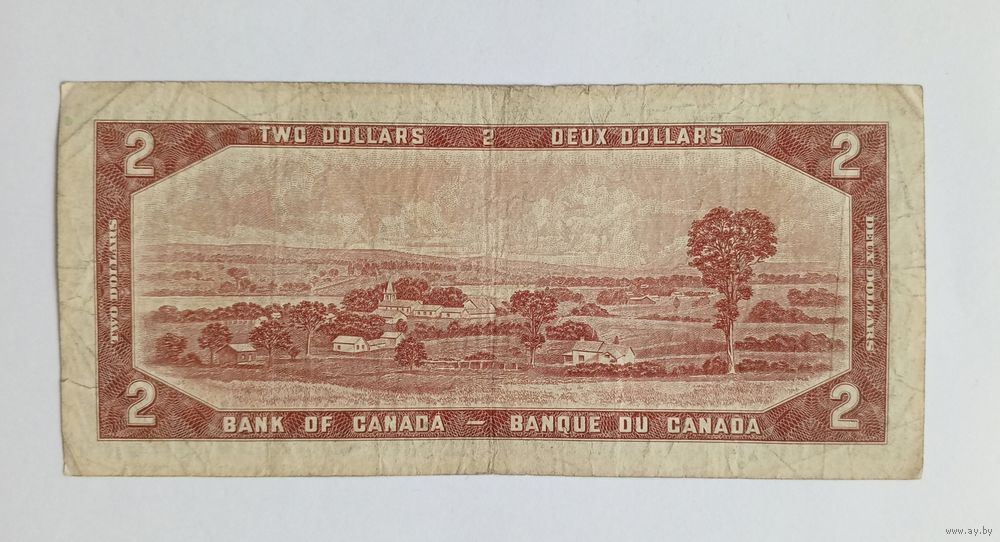 2 TWO DOLLARS 2 DEUX DOLLARS 2
TWO DOLLARS
DEUX DOLLARS
2 BANK OF CANADA — BANQUE DU CANADA 2
www.ay.by